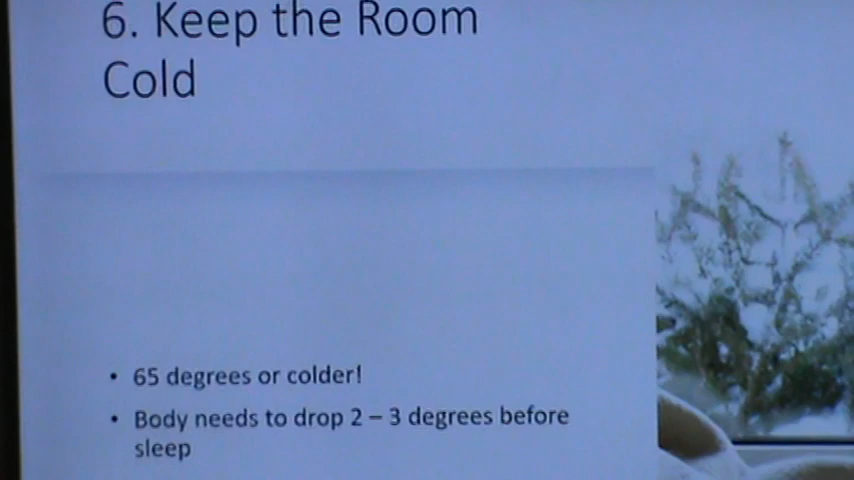 6. Keep the Room
Cold
• 65 degrees or colder!
• Body needs to drop 2 – 3 degrees before
sleep